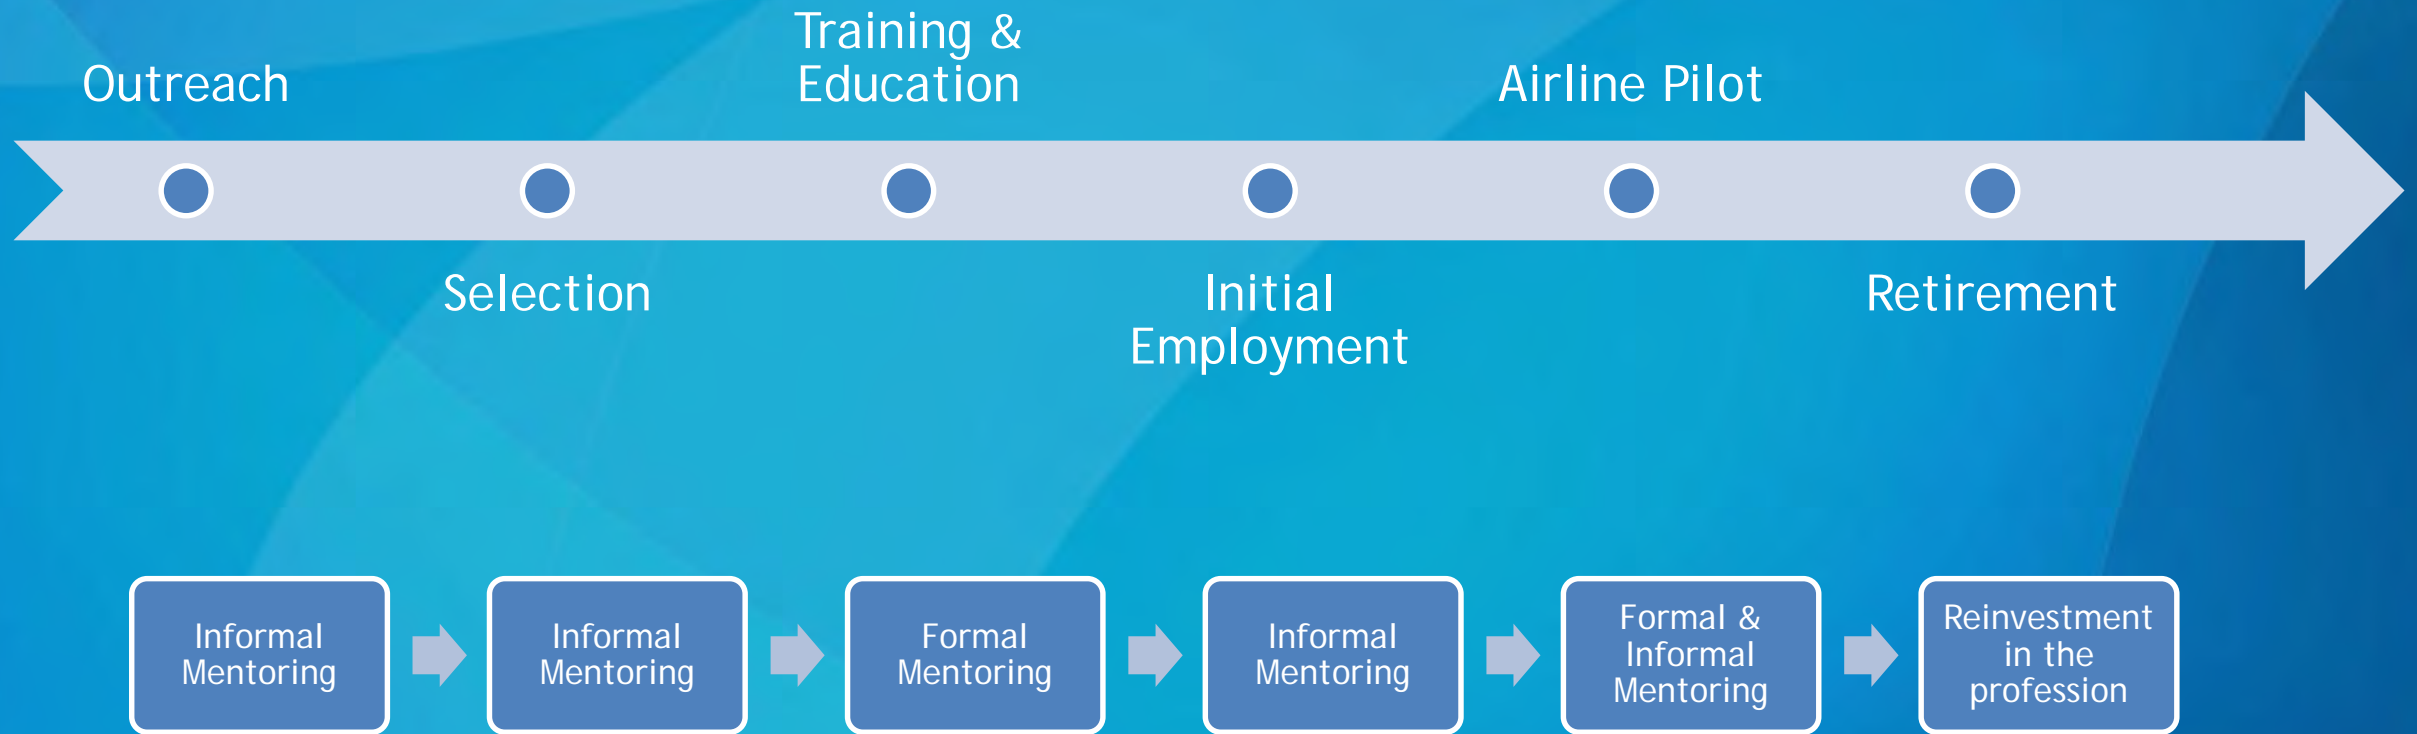 Outreach
Training &
Education
Airline Pilot
Selection
Initial
Employment
Retirement
Informal
Mentoring
Informal
Mentoring
Formal
Mentoring
Informal
Mentoring
Formal &
Informal
Mentoring
Reinvestment
in the
profession